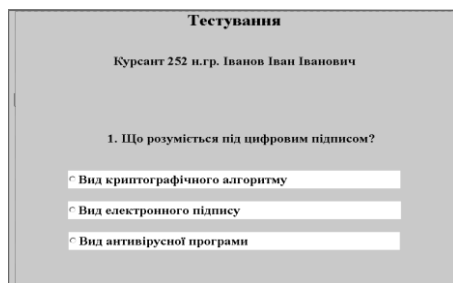 Тестування
Курсант 252 н.гр. Іванов Іван Іванович
1. Що розуміється під цифровим підписом?
Вид криптографічного алгоритму
Вид електронного підпису
Вид антивірусної програми